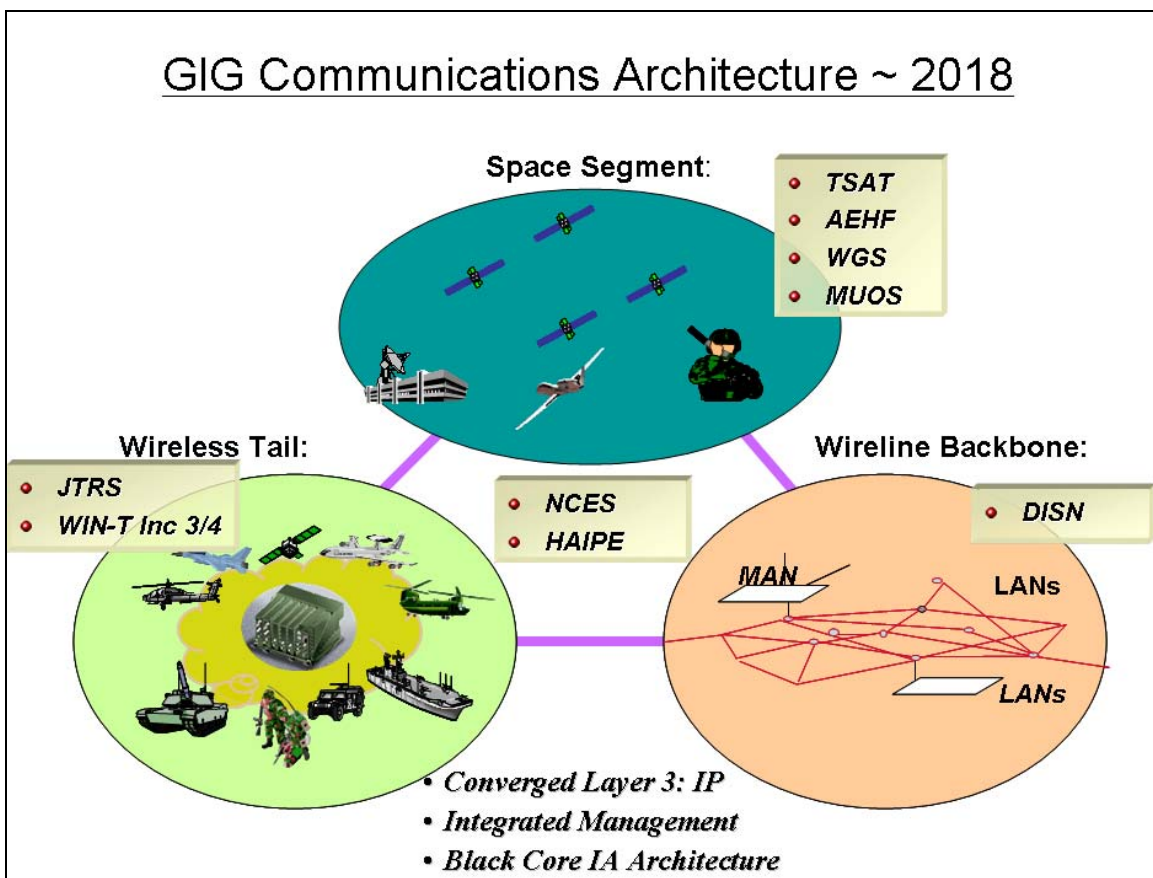 GIG Communications Architecture ~ 2018
Space Segment:
• TSAT
• AEHF
• WGS
• MUOS
Wireless Tail:
• JTRS
• WIN-T Inc 3/4
• NCES
• HAIPE
Wireline Backbone:
• DISN
MAN
LANs
LANs
• Converged Layer 3: IP
• Integrated Management
• Black Core IA Architecture